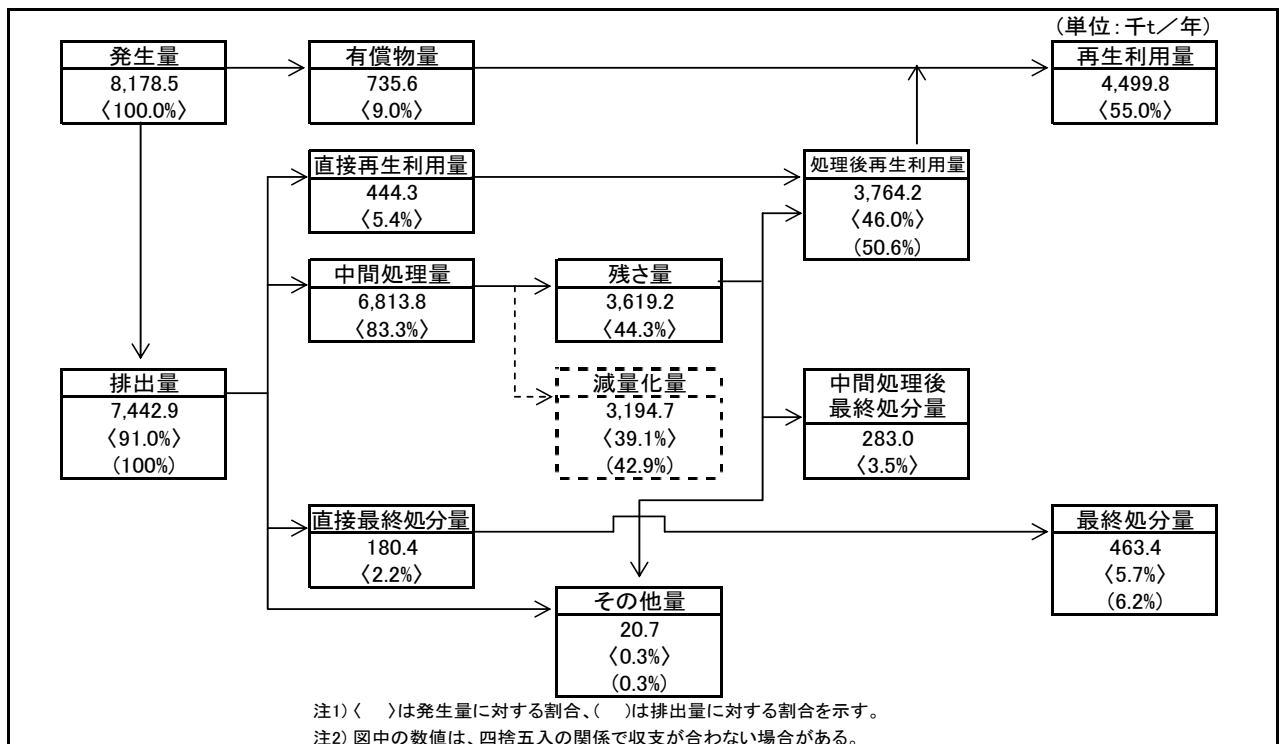 (単位：千t／年)
発生量
8,178.5
〈100.0%〉
有償物量
735.6
〈9.0%〉
再生利用量
4,499.8
〈55.0%〉
直接再生利用量
444.3
〈5.4%〉
処理後再生利用量
3,764.2
〈46.0%〉
(50.6%)
中間処理量
6,813.8
〈83.3%〉
残さ量
3,619.2
〈44.3%〉
排出量
7,442.9
〈91.0%〉
(100%)
減量化量
3,194.7
〈39.1%〉
(42.9%)
中間処理後
最終処分量
283.0
〈3.5%〉
直接最終処分量
180.4
〈2.2%〉
最終処分量
463.4
〈5.7%〉
(6.2%)
その他量
20.7
〈0.3%〉
(0.3%)
注1)〈　〉は発生量に対する割合、(　)は排出量に対する割合を示す。
注2) 図中の数値は、四捨五入の関係で収支が合わない場合がある。